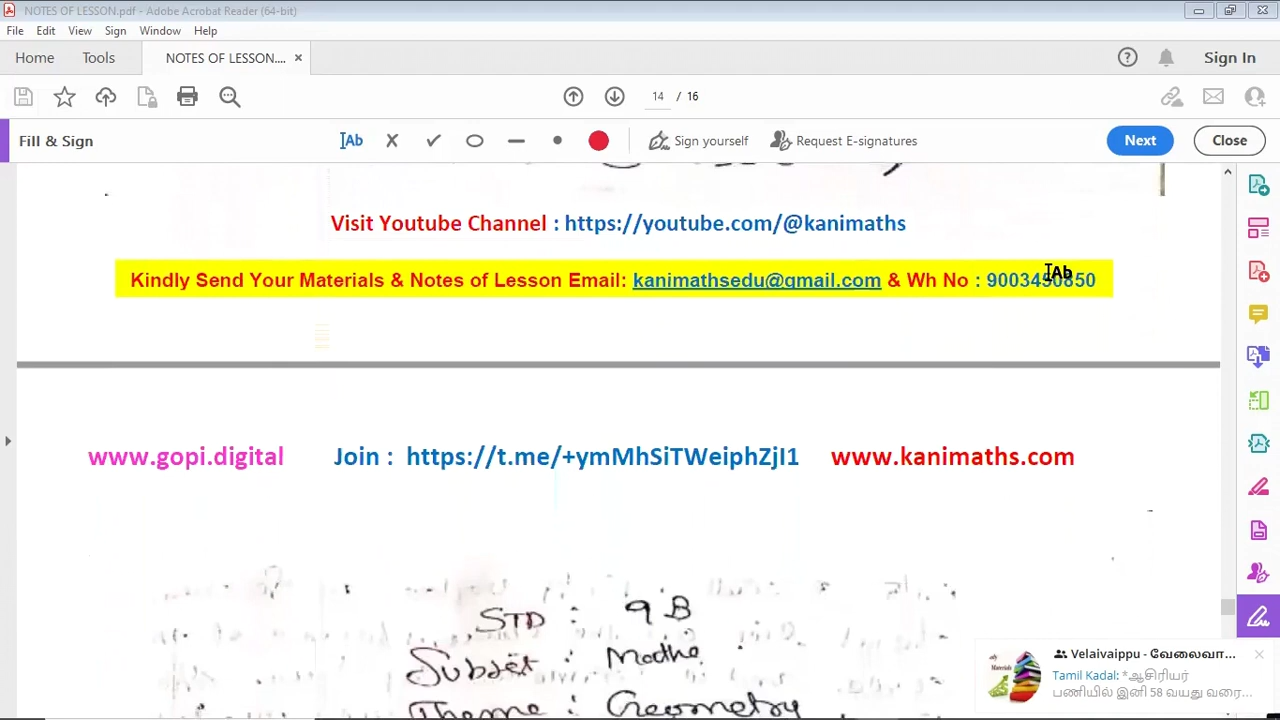 NOTES OF LESSON.pdf - Adobe Acrobat Reader (64-bit)
File Edit View Sign Window Help
Home Tools NOTES OF LESSON.... × Sign In
14 / 16
Fill & Sign Ab Sign yourself Request E-signatures Next Close
Visit Youtube Channel : https://youtube.com/@kanimaths
Kindly Send Your Materials & Notes of Lesson Email: kanimathsedu@gmail.com & Wh No : 9003450850
Ab
www.gopi.digital Join : https://t.me/+ymMhSiTWeiphZjI1 www.kanimaths.com
STD : 9 B
Subject : Maths
Theme : Geometry
Velaivaippu - வேலைவா...
Tamil Kadal: *ஆசிரியர்
பணியில் இனி 58 வயது வரை...